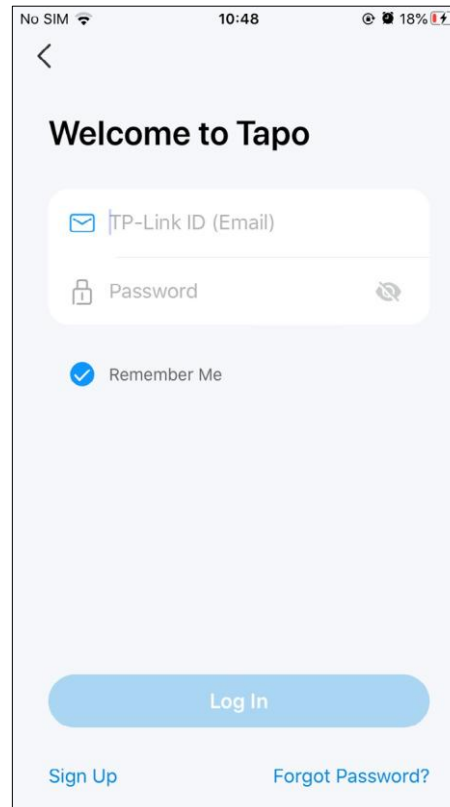 No SIM 10:48 18%
Welcome to Tapo
TP-Link ID (Email)
Password
Remember Me
Log In
Sign Up Forgot Password?